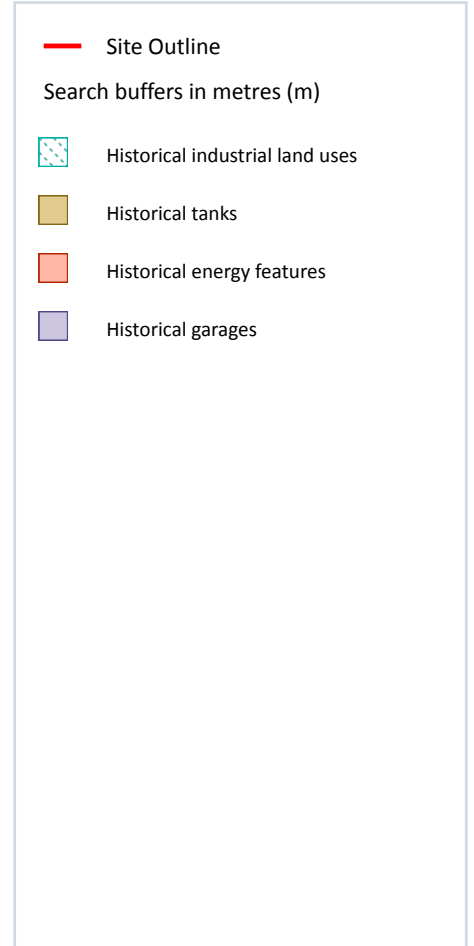 Site Outline
Search buffers in metres (m)
Historical industrial land uses
Historical tanks
Historical energy features
Historical garages